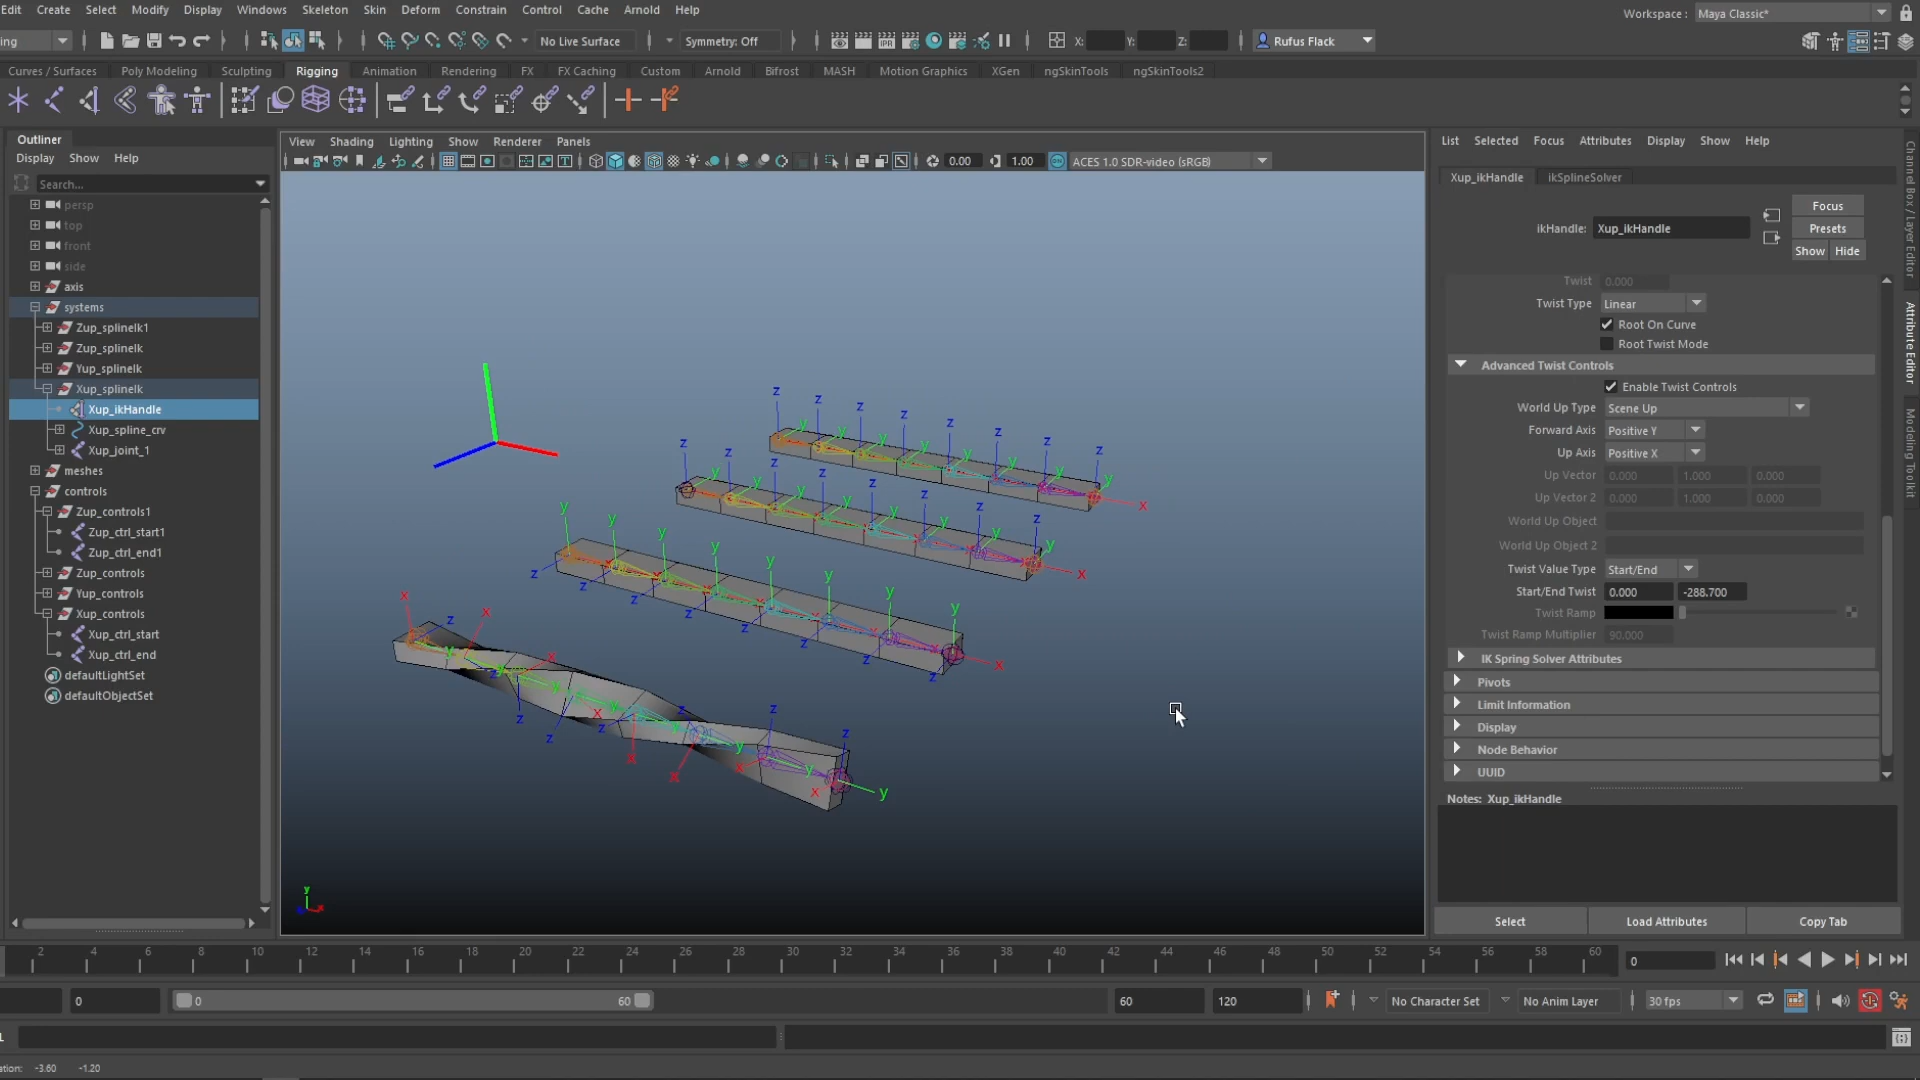 Edit Create Select Modify Display Windows Skeleton Skin Deform Constrain Control Cache Arnold Help
Workspace : Maya Classic*
ing No Live Surface Symmetry: Off X: Y: Z: Rufus Flack
Curves / Surfaces Poly Modeling Sculpting Rigging Animation Rendering FX FX Caching Custom Arnold Bifrost MASH Motion Graphics XGen ngSkinTools ngSkinTools2
Outliner
Display Show Help
Search...
persp
top
front
side
axis
systems
Zup_splineIk1
Zup_splineIk
Yup_splineIk
Xup_splineIk
Xup_ikHandle
Xup_spline_crv
Xup_joint_1
meshes
controls
Zup_controls1
Zup_ctrl_start1
Zup_ctrl_end1
Zup_controls
Yup_controls
Xup_controls
Xup_ctrl_start
Xup_ctrl_end
defaultLightSet
defaultObjectSet
View Shading Lighting Show Renderer Panels
0.00 1.00 ACES 1.0 SDR-video (sRGB)
List Selected Focus Attributes Display Show Help
Xup_ikHandle ikSplineSolver
Focus
ikHandle: Xup_ikHandle Presets
Show Hide
Twist 0.000
Twist Type Linear
Root On Curve
Root Twist Mode
Advanced Twist Controls
Enable Twist Controls
World Up Type Scene Up
Forward Axis Positive Y
Up Axis Positive X
Up Vector 0.000 1.000 0.000
Up Vector 2 0.000 1.000 0.000
World Up Object
World Up Object 2
Twist Value Type Start/End
Start/End Twist 0.000 -288.700
Twist Ramp
Twist Ramp Multiplier 90.000
IK Spring Solver Attributes
Pivots
Limit Information
Display
Node Behavior
UUID
Notes: Xup_ikHandle
Select Load Attributes Copy Tab
Channel Box / Layer Editor
Attribute Editor
Modeling Toolkit
2 4 6 8 10 12 14 16 18 20 22 24 26 28 30 32 34 36 38 40 42 44 46 48 50 52 54 56 58 60 0
0 0 60 60 120 No Character Set No Anim Layer 30 fps
ation: -3.60 -1.20